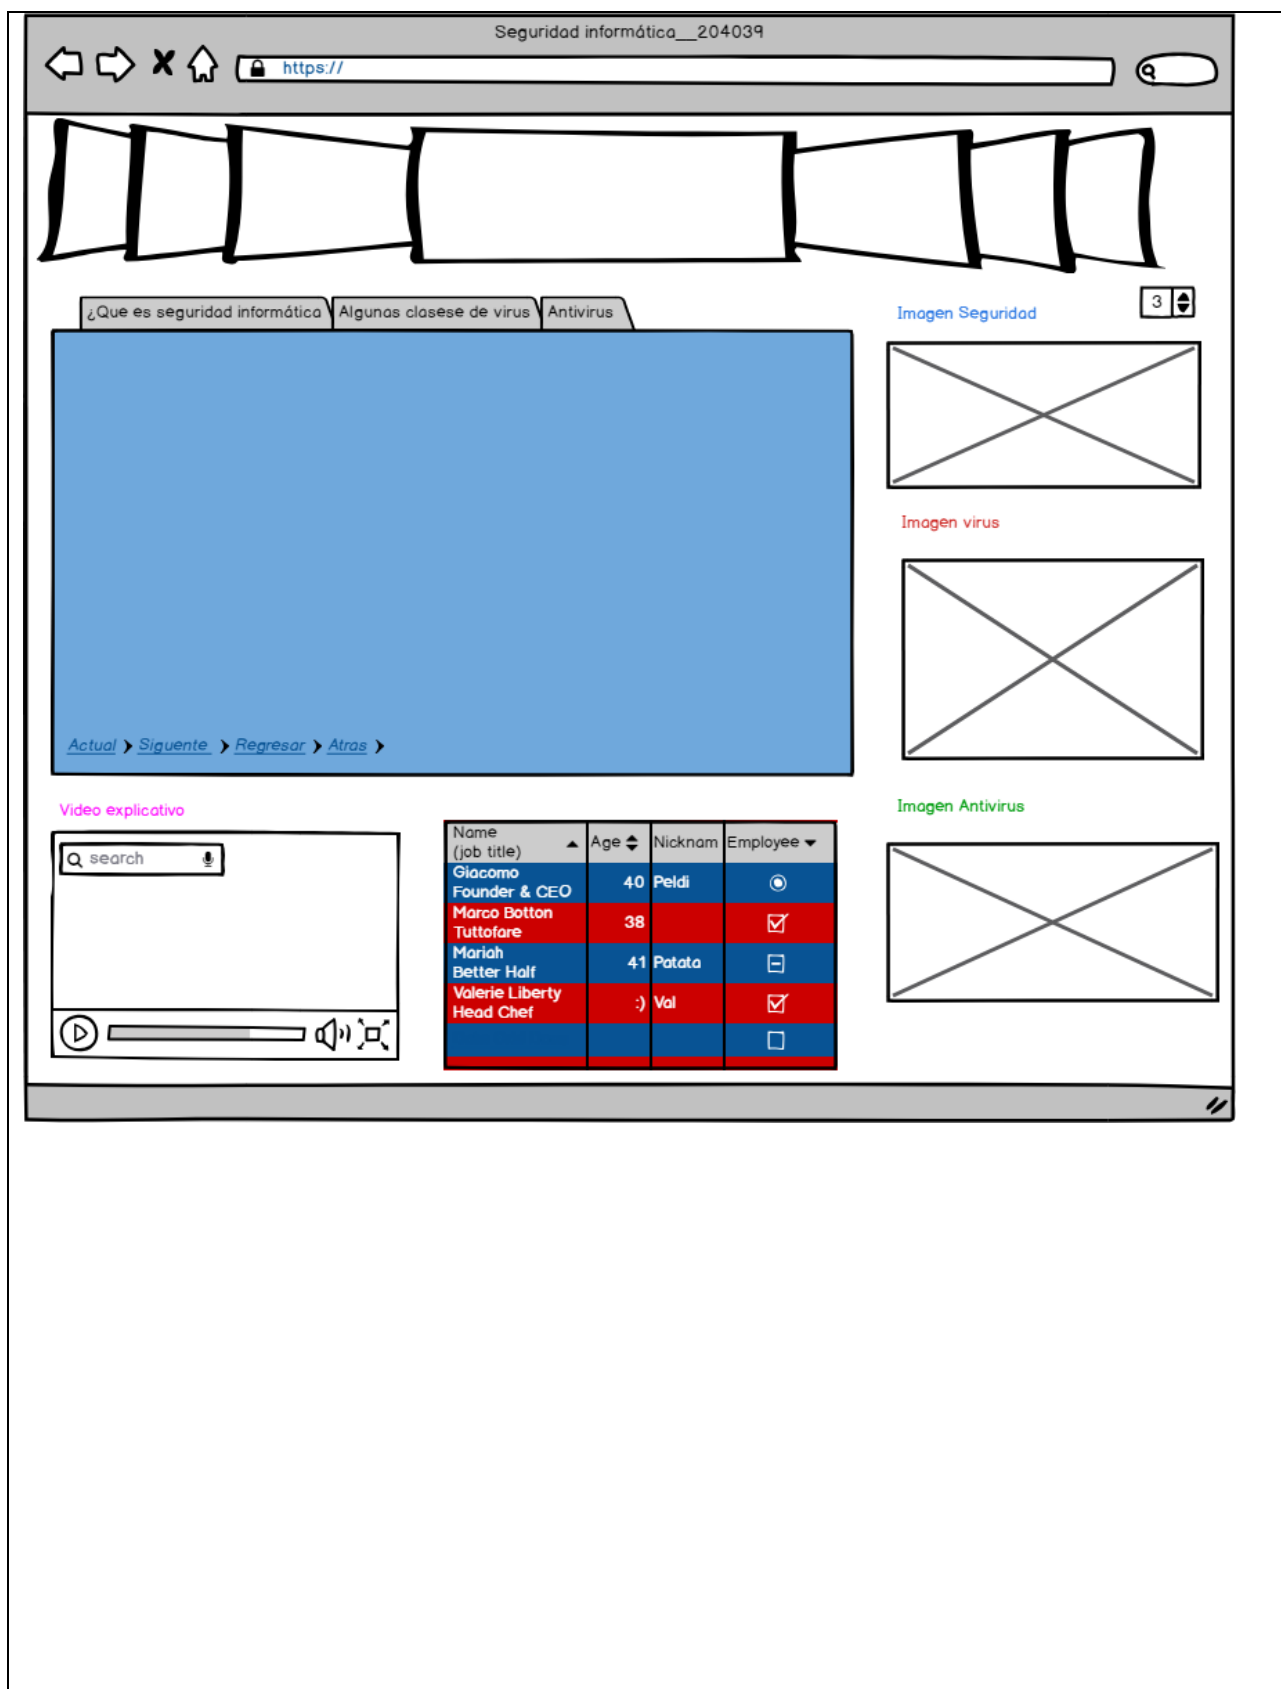 Seguridad informática__204039
https://
¿Que es seguridad informática Algunas clasese de virus Antivirus
Imagen Seguridad
3
Imagen virus
Actual Siguente Regresar Atras
Video explicativo
Imagen Antivirus
search
Name
(job title)
Age
Nicknam
Employee
Giacomo
Founder & CEO
40
Peldi
Marco Botton
Tuttofare
38
Mariah
Better Half
41
Patata
Valerie Liberty
Head Chef
:)
Val